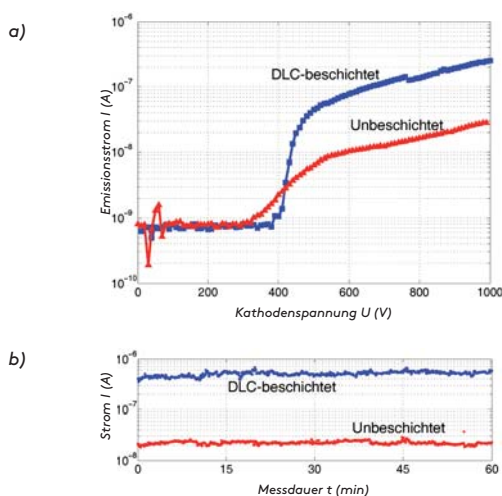 a)
Emissionsstrom I (A)
10⁻⁶
10⁻⁷
10⁻⁸
10⁻⁹
10⁻¹⁰
DLC-beschichtet
Unbeschichtet
0 200 400 600 800 1000
Kathodenspannung U (V)
b)
Strom I (A)
10⁻⁶
10⁻⁷
10⁻⁸
DLC-beschichtet
Unbeschichtet
0 15 30 45 60
Messdauer t (min)